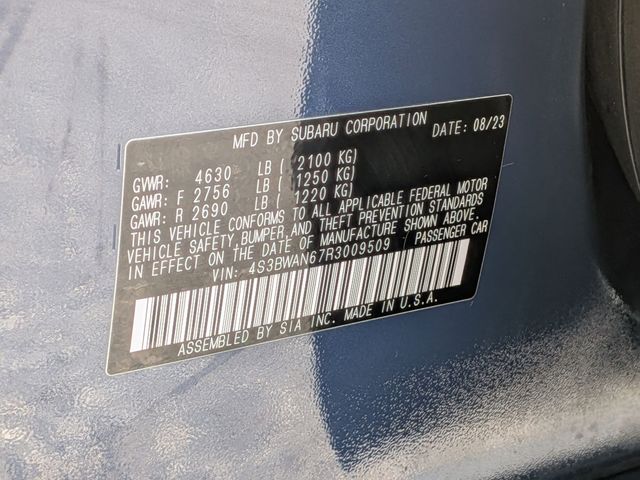 MFD BY SUBARU CORPORATION DATE: 08/23
GVWR: 4630 LB ( 2100 KG)
GAWR: F 2756 LB ( 1250 KG)
GAWR: R 2690 LB ( 1220 KG)
THIS VEHICLE CONFORMS TO ALL APPLICABLE FEDERAL MOTOR
VEHICLE SAFETY, BUMPER, AND THEFT PREVENTION STANDARDS
IN EFFECT ON THE DATE OF MANUFACTURE SHOWN ABOVE.
VIN: 4S3BWAN67R3009509 PASSENGER CAR
ASSEMBLED BY SIA INC. MADE IN U.S.A.